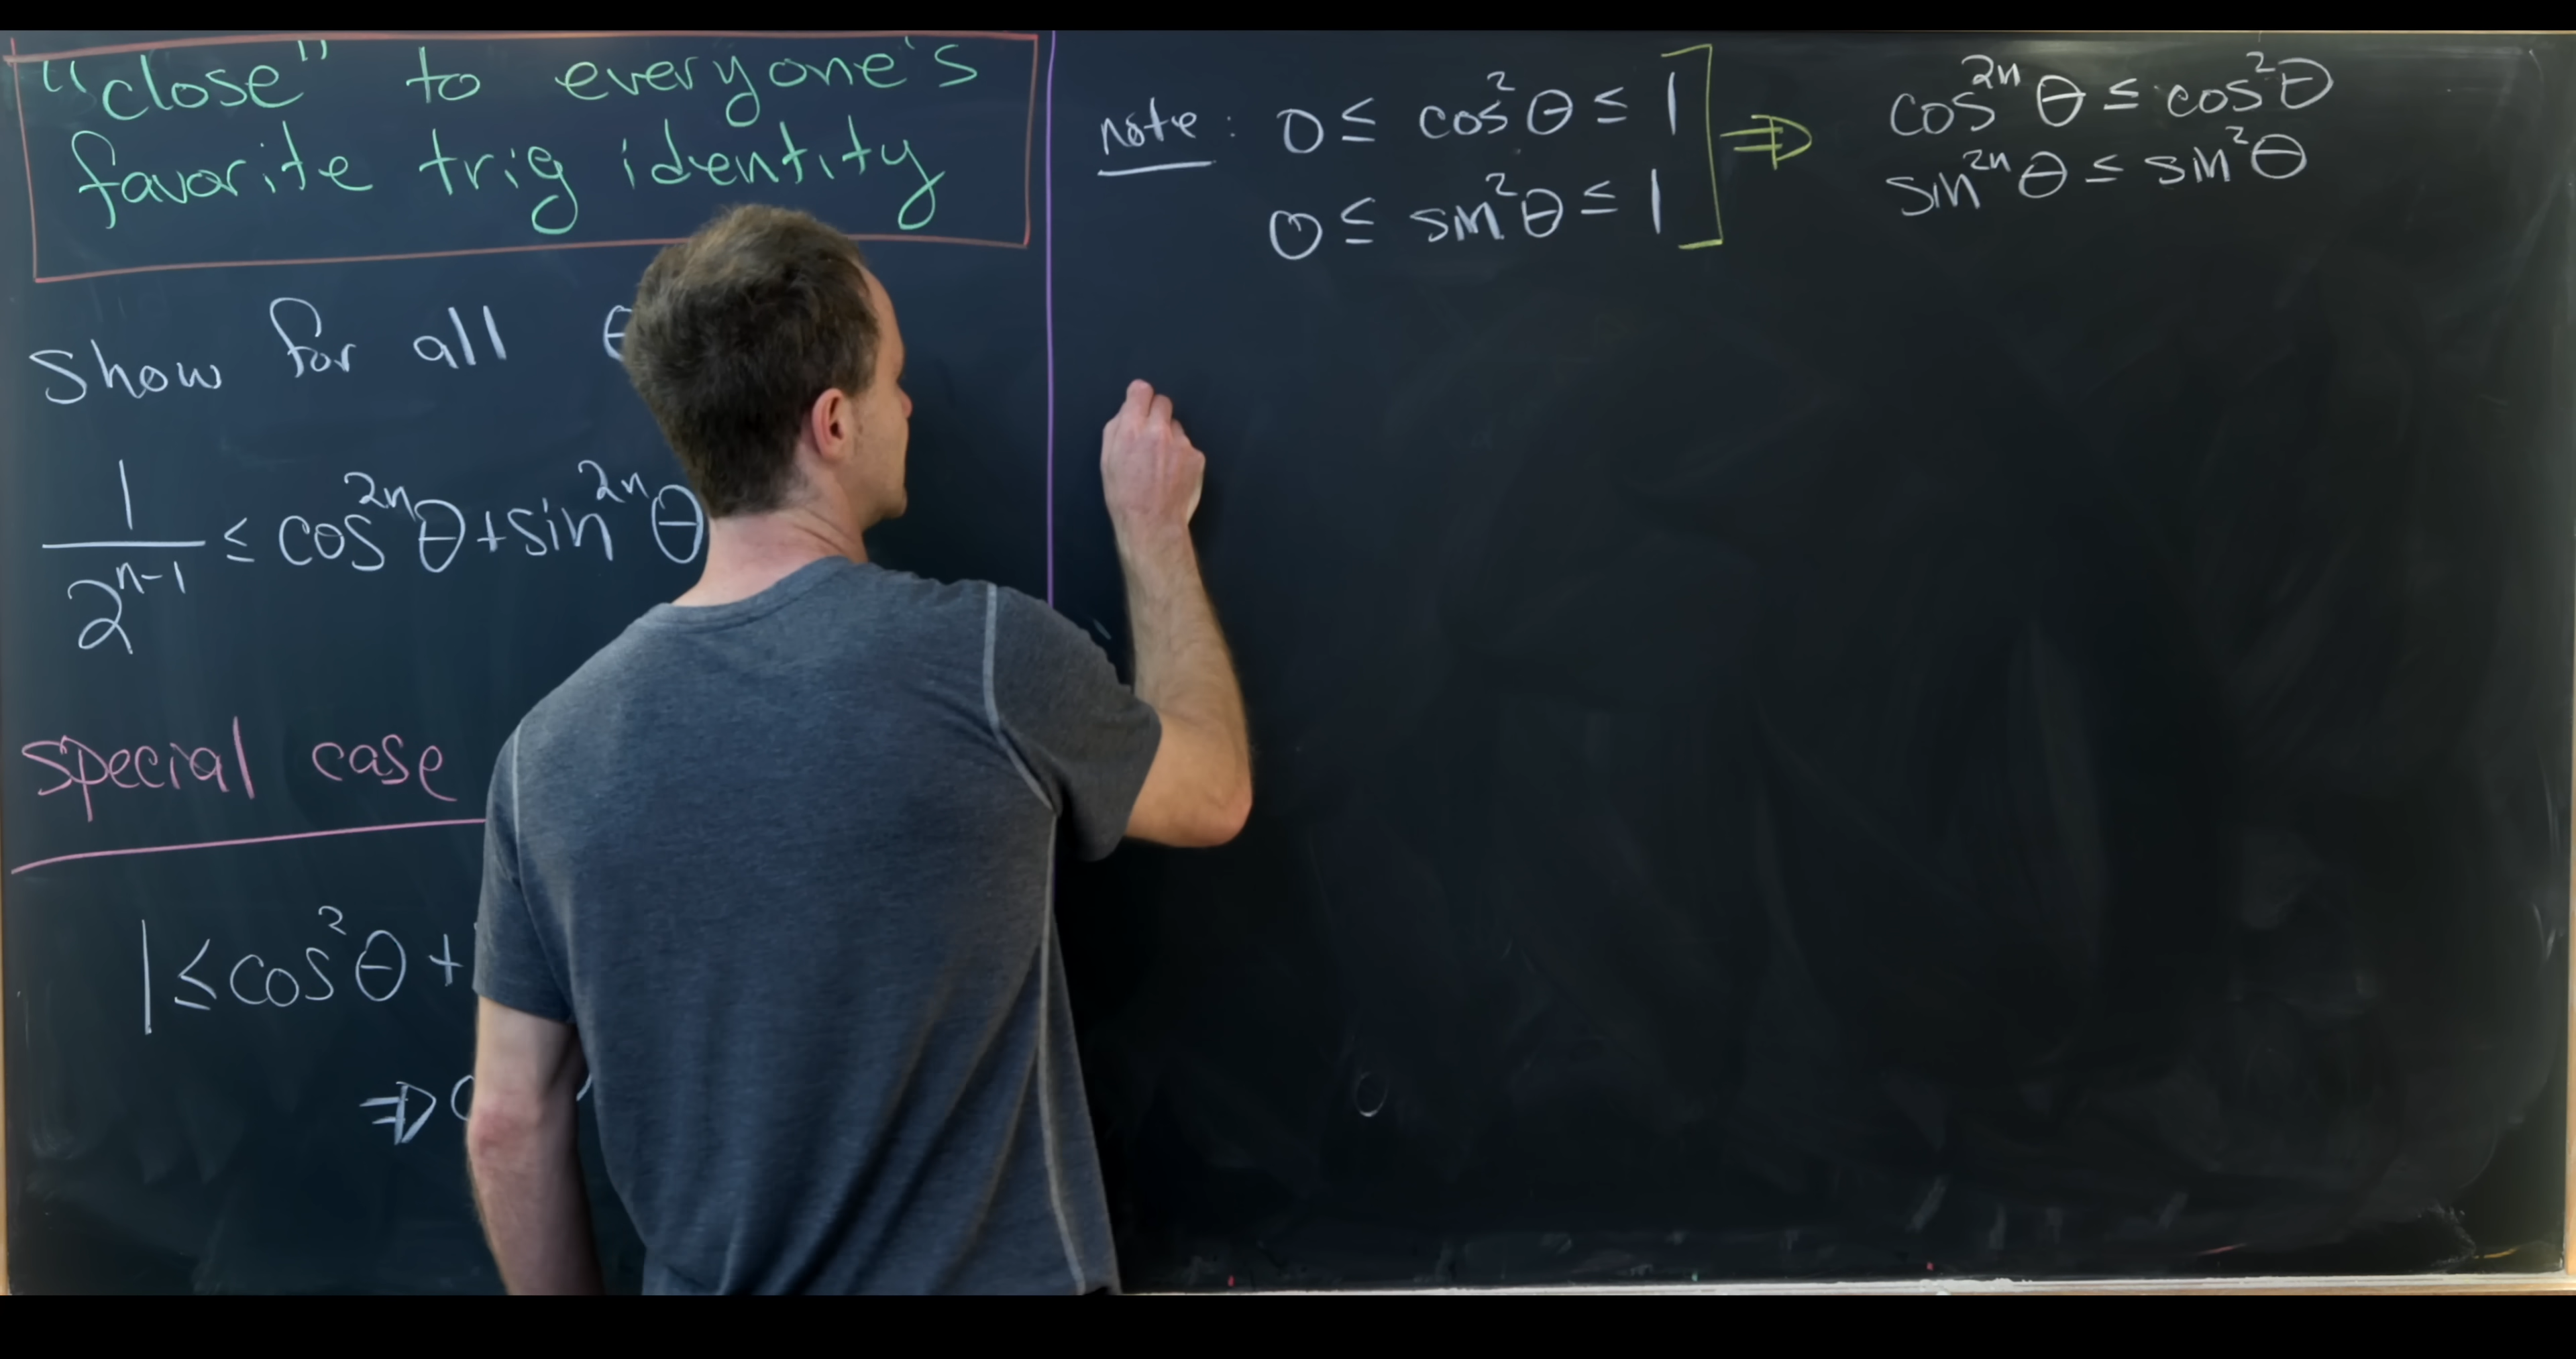 "close" to everyone's
favorite trig identity
Show for all θ
1/2^{n-1} ≤ cos^{2n}θ + sin^{2n}θ
special case
1 ≤ cos²θ +
⇒
note: 0 ≤ cos²θ ≤ 1
0 ≤ sin²θ ≤ 1
⇒
cos^{2n}θ ≤ cos²θ
sin^{2n}θ ≤ sin²θ